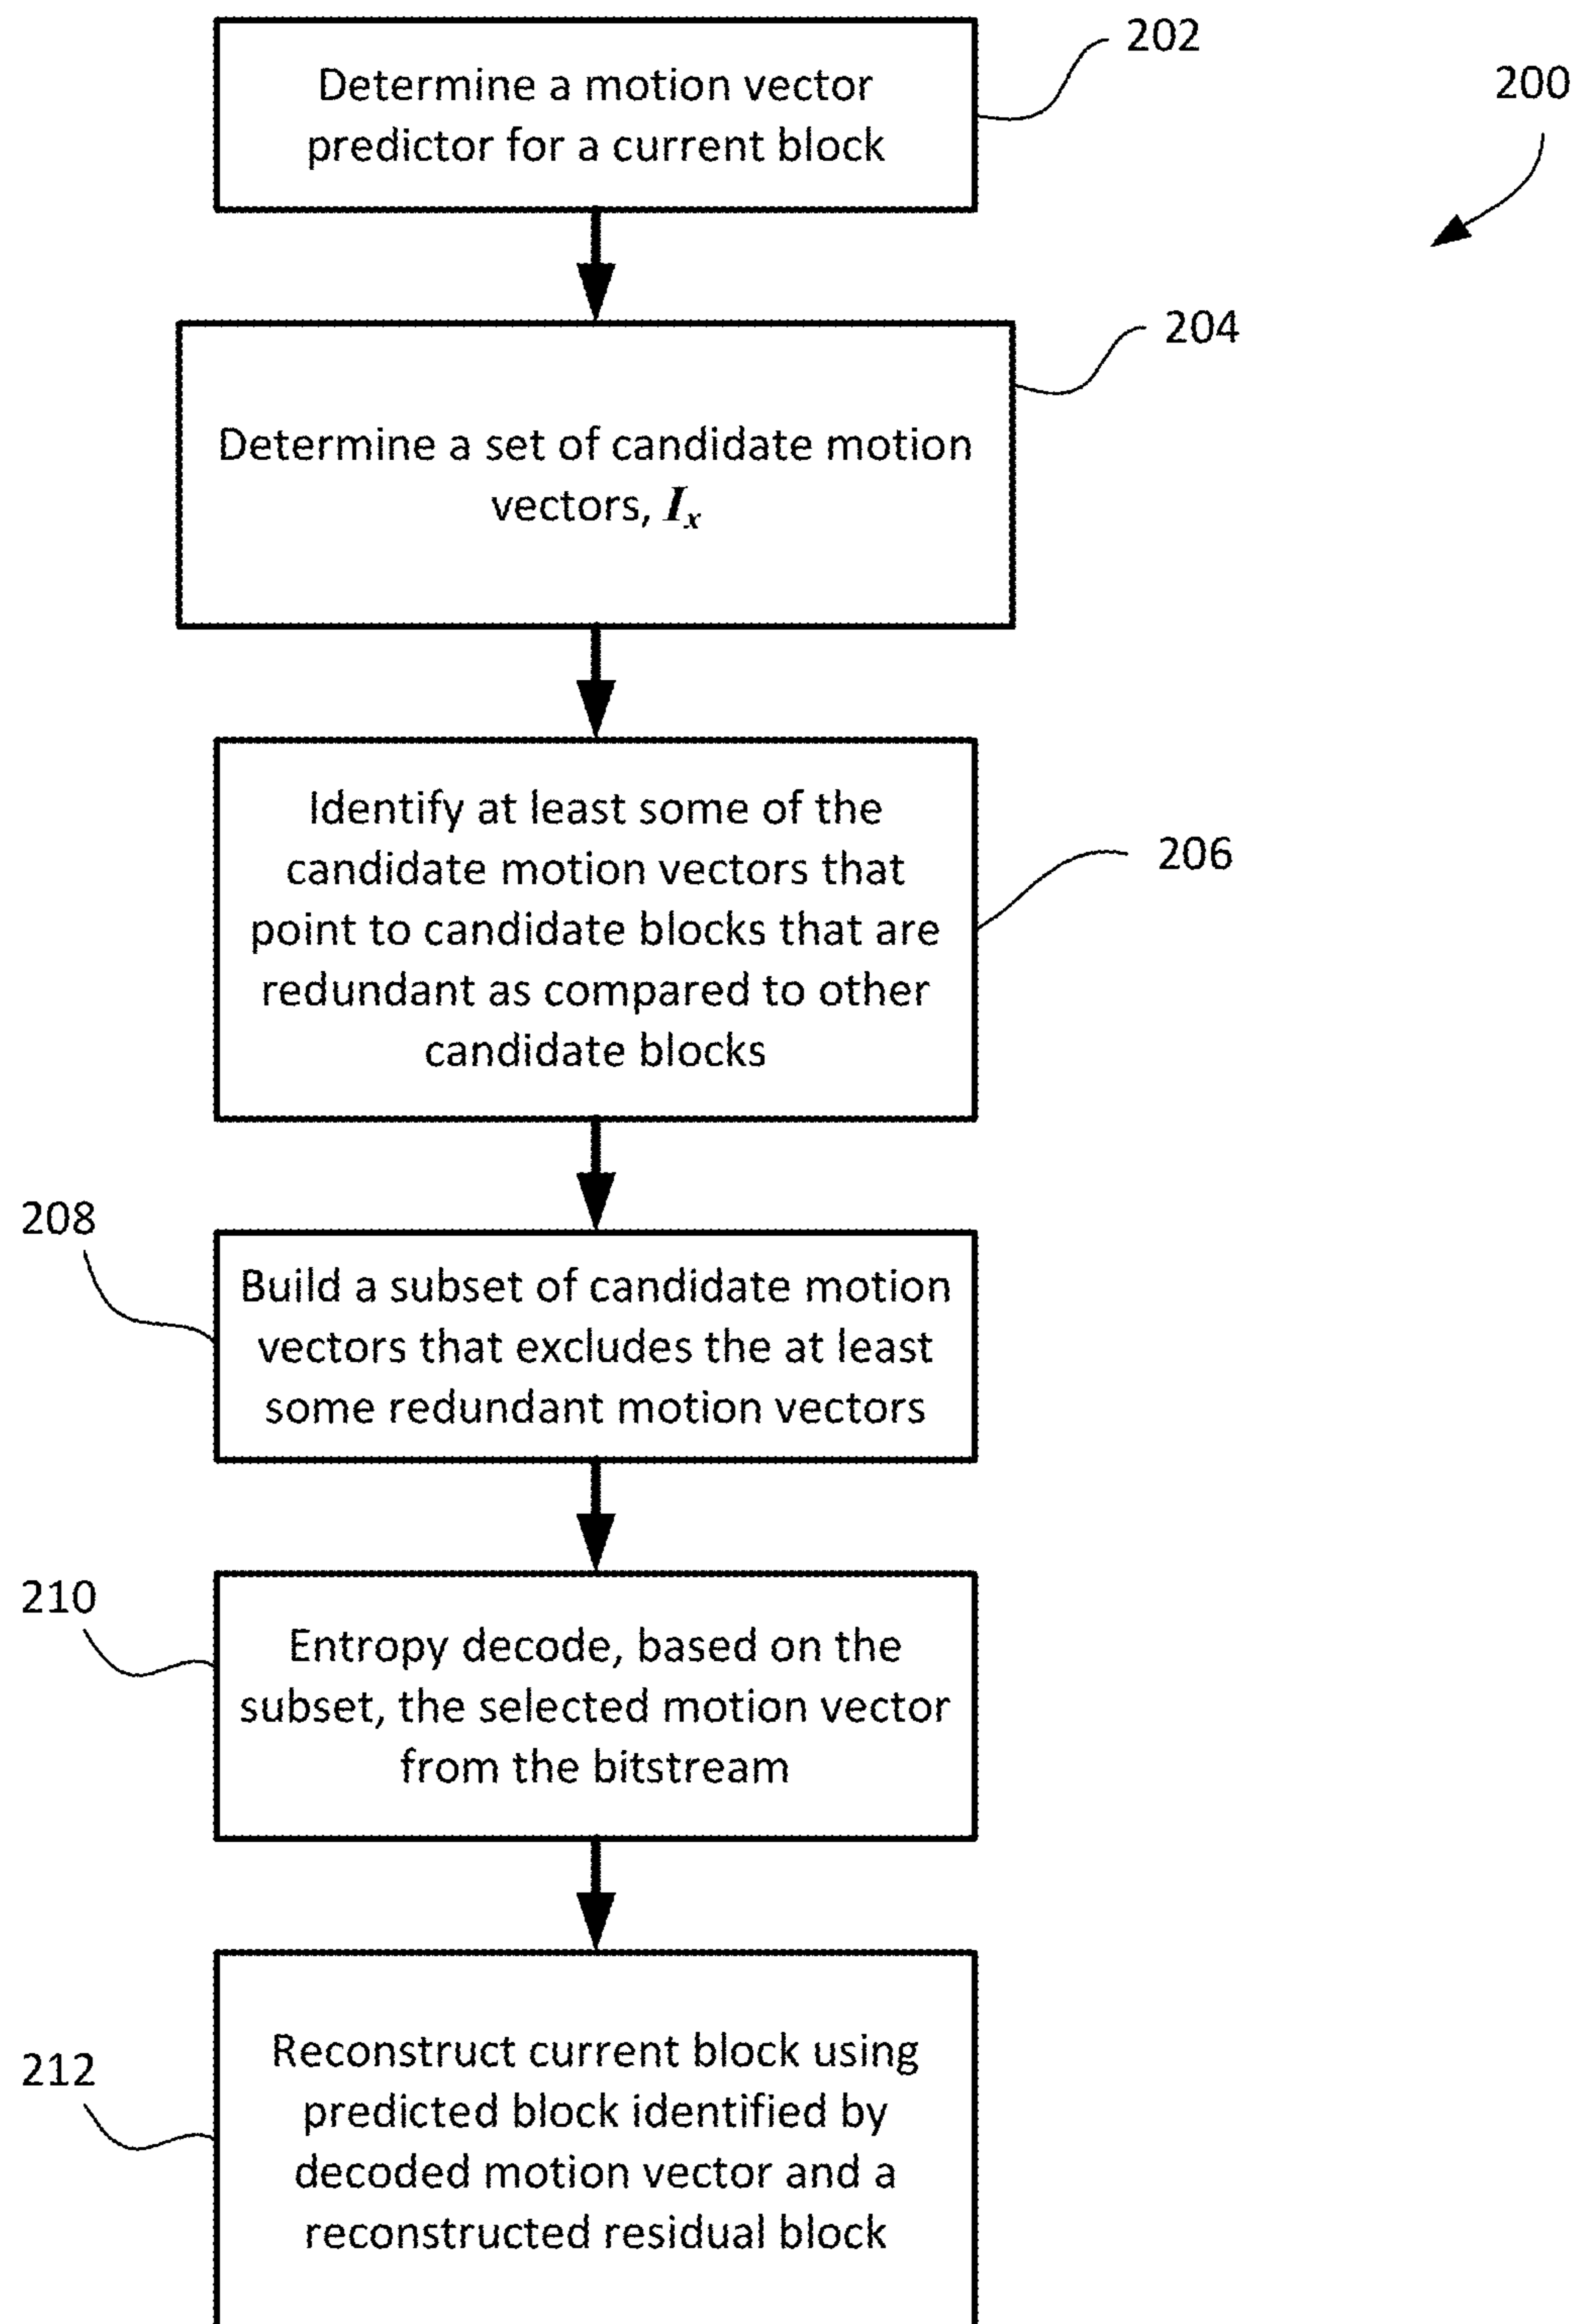 202
200
Determine a motion vector
predictor for a current block
204
Determine a set of candidate motion
vectors, Iₓ
Identify at least some of the
candidate motion vectors that
point to candidate blocks that are
redundant as compared to other
candidate blocks
206
208
Build a subset of candidate motion
vectors that excludes the at least
some redundant motion vectors
210
Entropy decode, based on the
subset, the selected motion vector
from the bitstream
212
Reconstruct current block using
predicted block identified by
decoded motion vector and a
reconstructed residual block